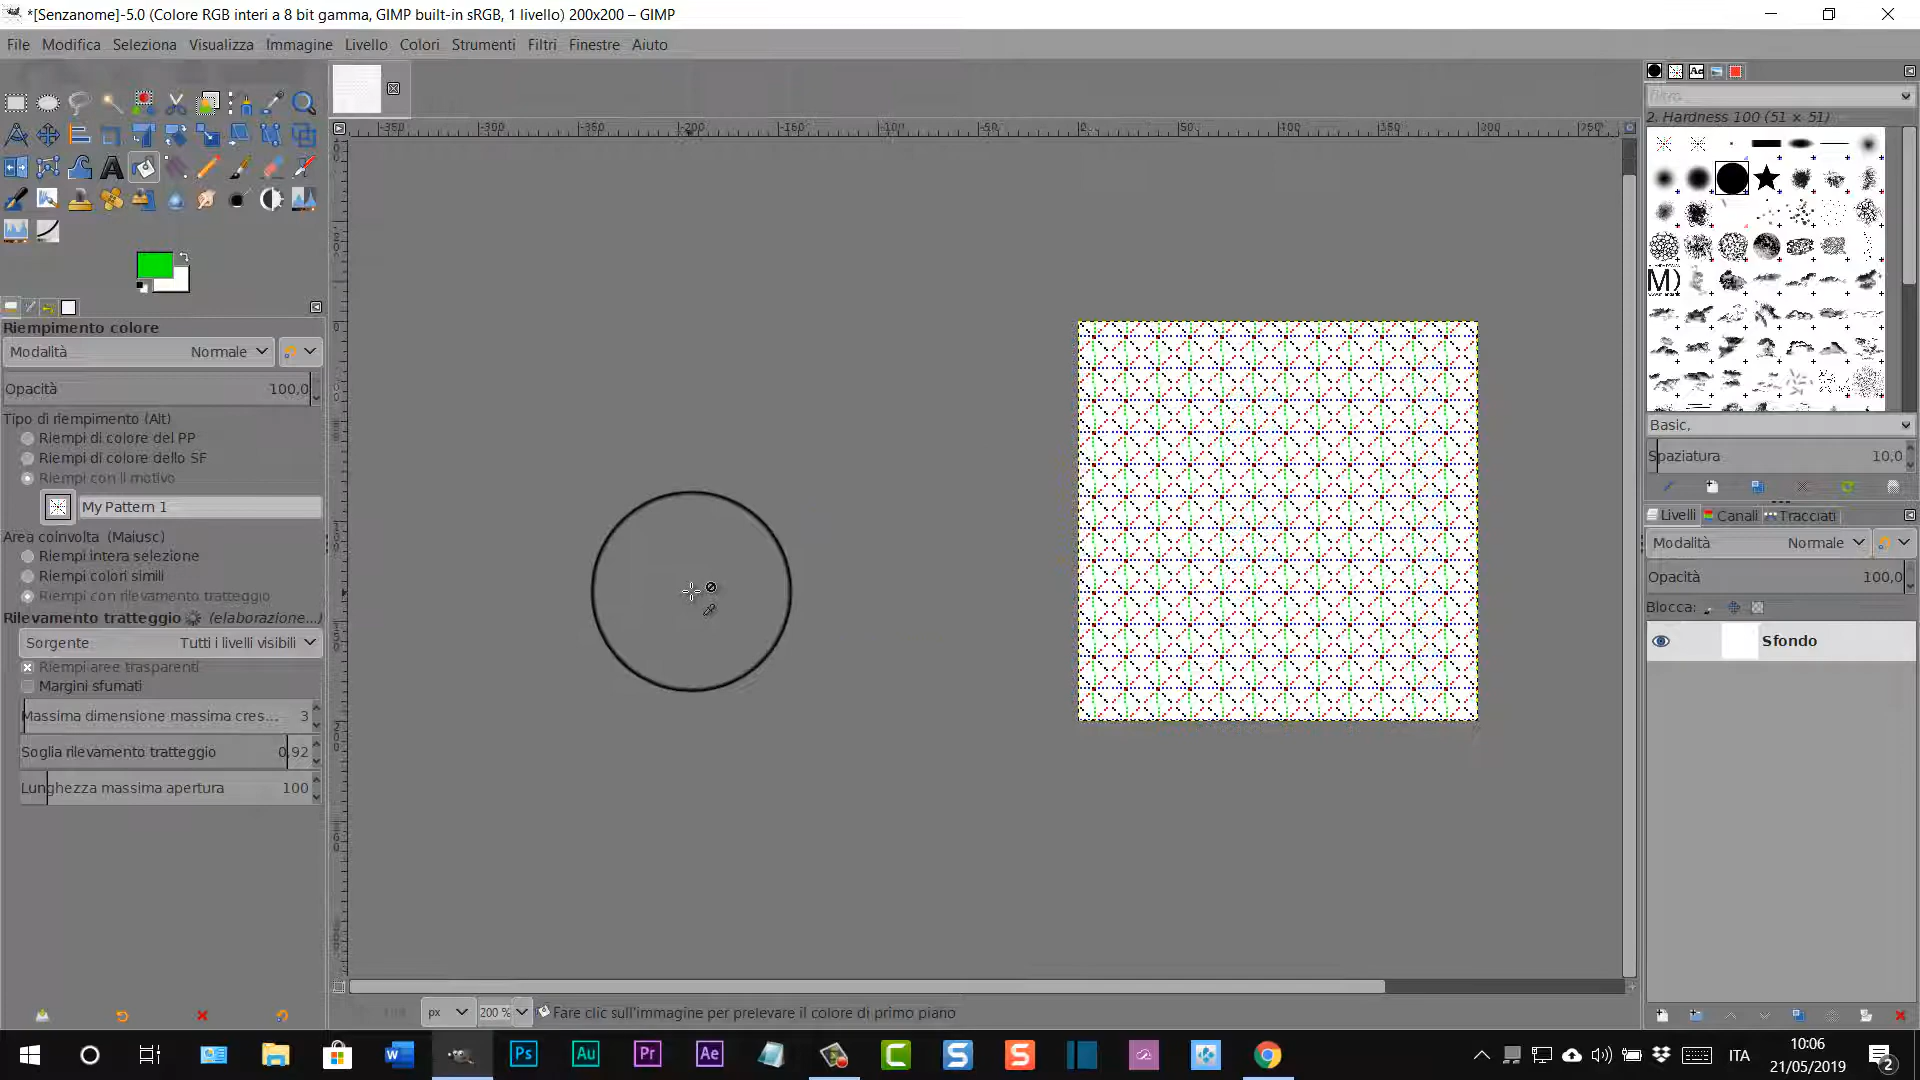 *[Senzanome]-5.0 (Colore RGB interi a 8 bit gamma, GIMP built-in sRGB, 1 livello) 200x200 – GIMP
File Modifica Seleziona Visualizza Immagine Livello Colori Strumenti Filtri Finestre Aiuto
filtro
2. Hardness 100 (51 × 51)
Riempimento colore
Modalità Normale
Opacità 100,0
Tipo di riempimento (Alt)
Riempi di colore del PP
Riempi di colore dello SF
Riempi con il motivo
My Pattern 1
Area coinvolta (Maiusc)
Riempi intera selezione
Riempi colori simili
Riempi con rilevamento tratteggio
Rilevamento tratteggio (elaborazione...)
Sorgente Tutti i livelli visibili
Riempi aree trasparenti
Margini sfumati
Massima dimensione massima cres... 3
Soglia rilevamento tratteggio 0,92
Lunghezza massima apertura 100
Basic,
Spaziatura 10,0
Livelli Canali Tracciati
Modalità Normale
Opacità 100,0
Blocca:
Sfondo
px 200 % Fare clic sull'immagine per prelevare il colore di primo piano
Ps Au Pr Ae
ITA
10:06
21/05/2019
2